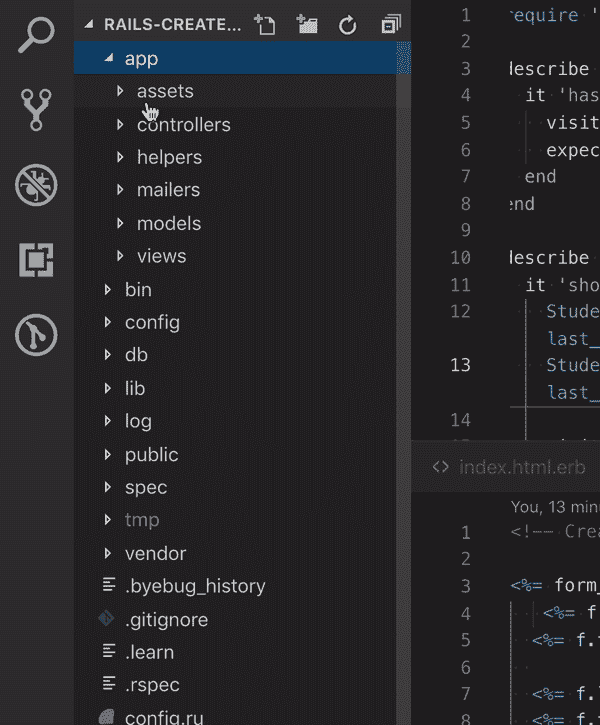 RAILS-CREATE...
app
assets
controllers
helpers
mailers
models
views
bin
config
db
lib
log
public
spec
tmp
vendor
.byebug_history
.gitignore
.learn
.rspec
config.ru
1 require '
2
3 describe
4 it 'has
5 visit
6 expec
7 end
8 end
9
10 describe
11 it 'sho
12 Stude
last_
13 Stude
last_
14
<> index.html.erb
You, 13 minu
1 <!-- Crea
2
3 <%= form_
4 <%= f
5 <%= f.
6
7 <%= f.
8 <%= f.